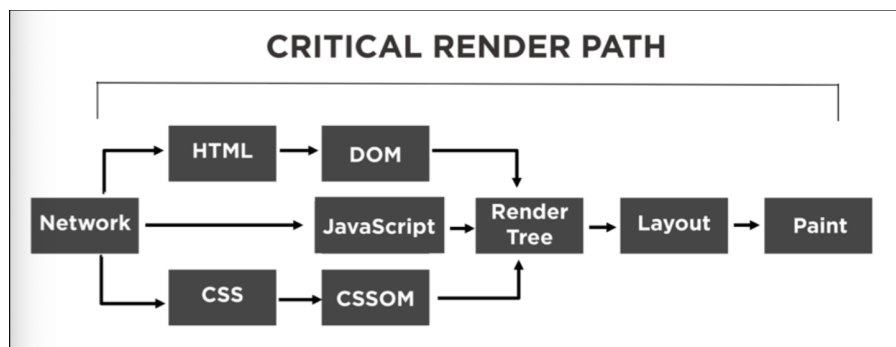 CRITICAL RENDER PATH
HTML
DOM
Network
JavaScript
Render
Tree
Layout
Paint
CSS
CSSOM